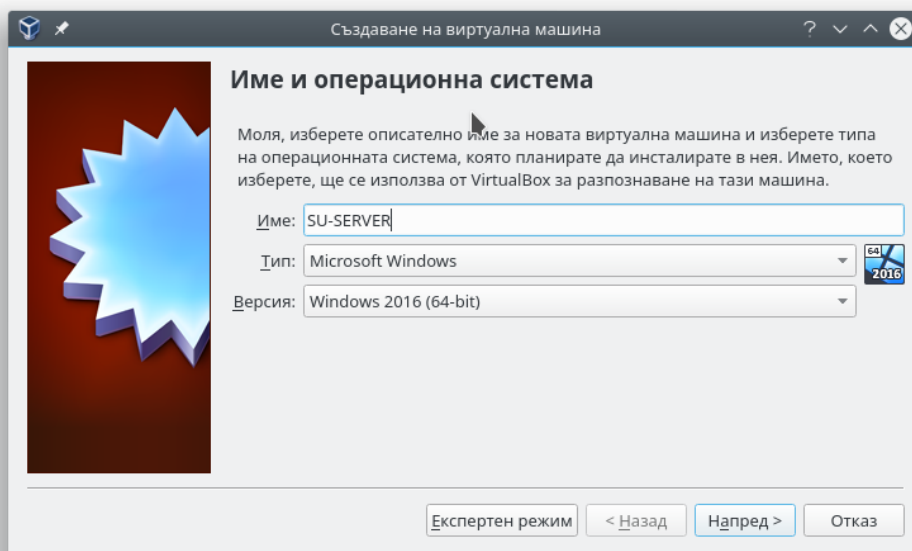 Създаване на виртуална машина
Име и операционна система
Моля, изберете описателно име за новата виртуална машина и изберете типа
на операционната система, която планирате да инсталирате в нея. Името, което
изберете, ще се използва от VirtualBox за разпознаване на тази машина.
Име: SU-SERVER
Тип: Microsoft Windows
64
2016
Версия: Windows 2016 (64-bit)
Експертен режим < Назад Напред > Отказ